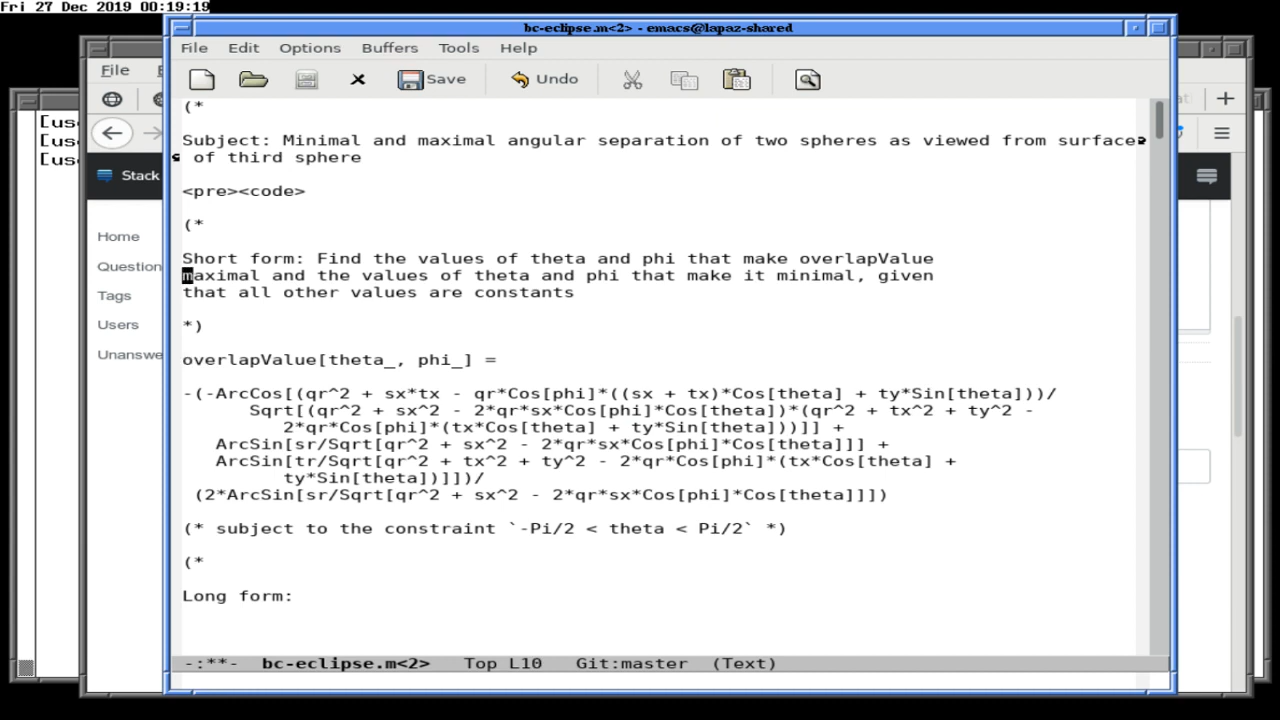 Fri 27 Dec 2019 00:19:19
bc-eclipse.m<2> - emacs@lapaz-shared
File Edit Options Buffers Tools Help
Save Undo
(*
Subject: Minimal and maximal angular separation of two spheres as viewed from surface
of third sphere
<pre><code>
(*
Short form: Find the values of theta and phi that make overlapValue
maximal and the values of theta and phi that make it minimal, given
that all other values are constants
*)
overlapValue[theta_, phi_] =
-(-ArcCos[(qr^2 + sx*tx - qr*Cos[phi]*((sx + tx)*Cos[theta] + ty*Sin[theta]))/
Sqrt[(qr^2 + sx^2 - 2*qr*sx*Cos[phi]*Cos[theta])*(qr^2 + tx^2 + ty^2 -
2*qr*Cos[phi]*(tx*Cos[theta] + ty*Sin[theta]))]] +
ArcSin[sr/Sqrt[qr^2 + sx^2 - 2*qr*sx*Cos[phi]*Cos[theta]]] +
ArcSin[tr/Sqrt[qr^2 + tx^2 + ty^2 - 2*qr*Cos[phi]*(tx*Cos[theta] +
ty*Sin[theta])]])/
(2*ArcSin[sr/Sqrt[qr^2 + sx^2 - 2*qr*sx*Cos[phi]*Cos[theta]]])
(* subject to the constraint `-Pi/2 < theta < Pi/2` *)
(*
Long form:
-:**- bc-eclipse.m<2> Top L10 Git:master (Text)
File
[us
[us
[us
Stack
Home
Question
Tags
Users
Unanswe